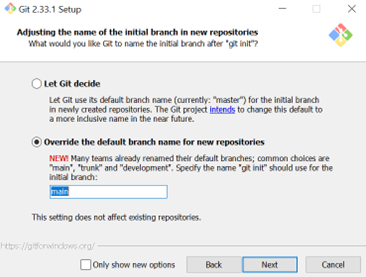 Git 2.33.1 Setup
Adjusting the name of the initial branch in new repositories
What would you like Git to name the initial branch after "git init"?
Let Git decide
Let Git use its default branch name (currently: "master") for the initial branch
in newly created repositories. The Git project intends to change this default to
a more inclusive name in the near future.
Override the default branch name for new repositories
NEW! Many teams already renamed their default branches; common choices are
"main", "trunk" and "development". Specify the name "git init" should use for the
initial branch:
main
This setting does not affect existing repositories.
https://gitforwindows.org/
Only show new options
Back
Next
Cancel